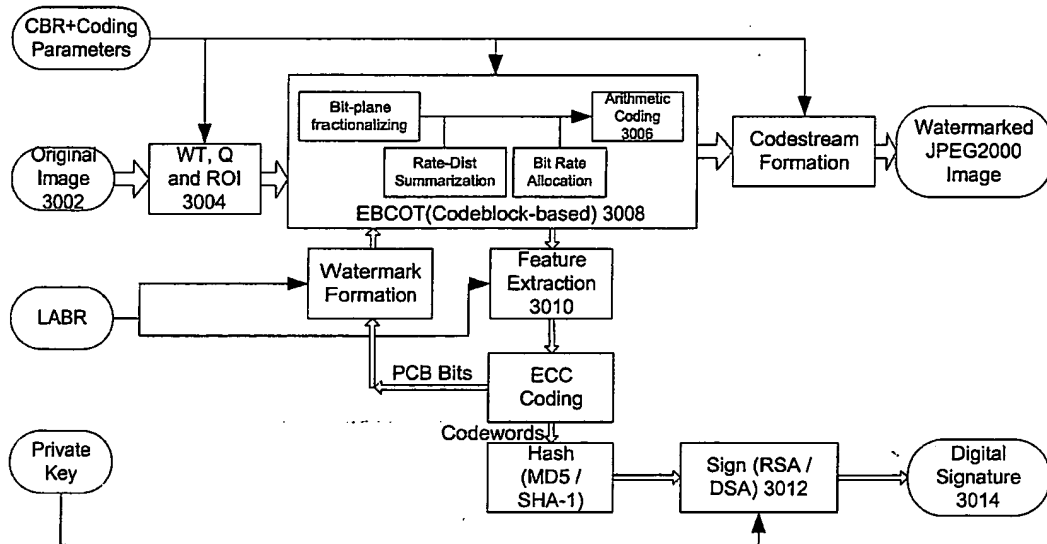 CBR+Coding
Parameters
Bit-plane
fractionalizing
Arithmetic
Coding
3006
Rate-Dist
Summarization
Bit Rate
Allocation
EBCOT(Codeblock-based) 3008
Original
Image
3002
WT, Q
and ROI
3004
Codestream
Formation
Watermarked
JPEG2000
Image
Watermark
Formation
Feature
Extraction
3010
LABR
PCB Bits
ECC
Coding
Codewords
Private
Key
Hash
(MD5 /
SHA-1)
Sign (RSA /
DSA) 3012
Digital
Signature
3014